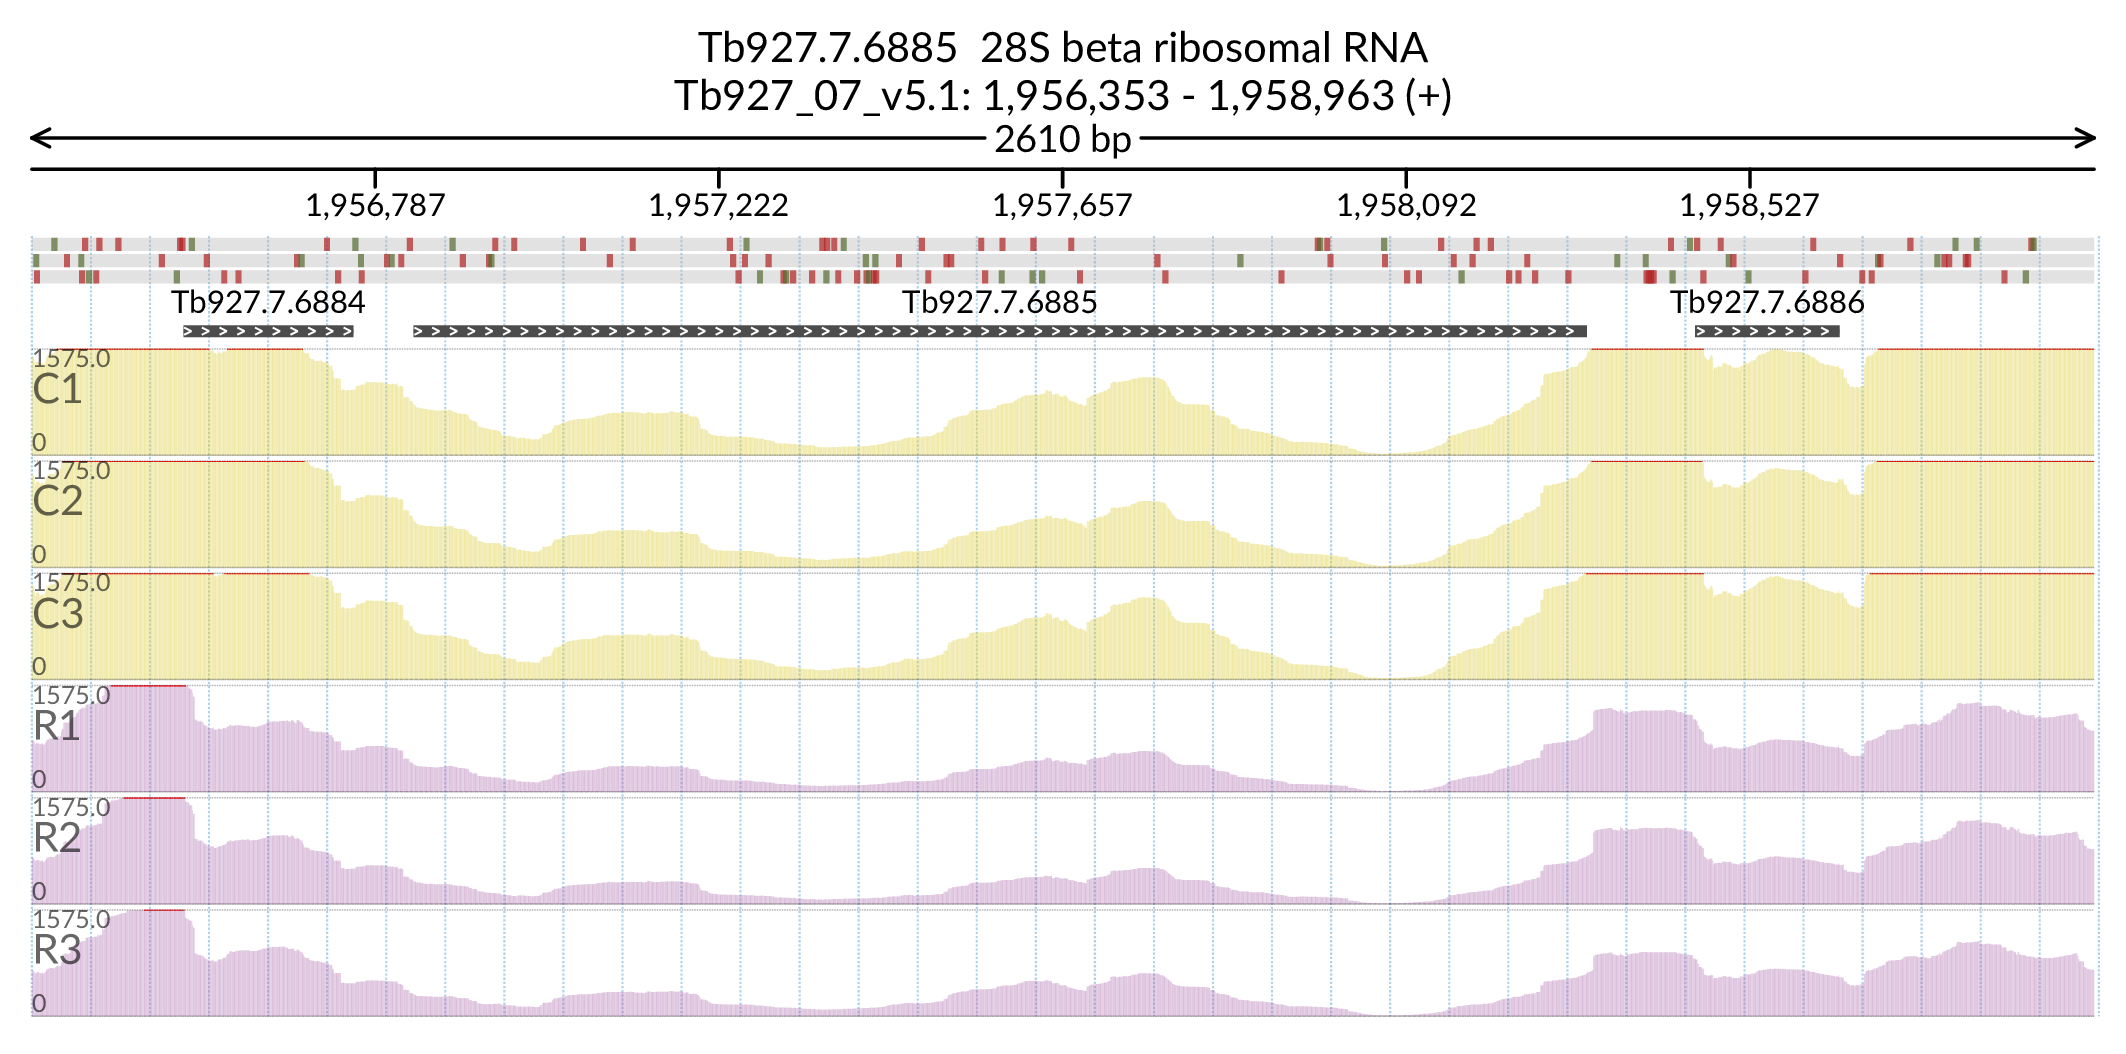 Tb927.7.6885  28S beta ribosomal RNA
Tb927_07_v5.1: 1,956,353 - 1,958,963 (+)
2610 bp
1,956,787 1,957,222 1,957,657 1,958,092 1,958,527
Tb927.7.6884 Tb927.7.6885 Tb927.7.6886
1575.0
C1
0
1575.0
C2
0
1575.0
C3
0
1575.0
R1
0
1575.0
R2
0
1575.0
R3
0